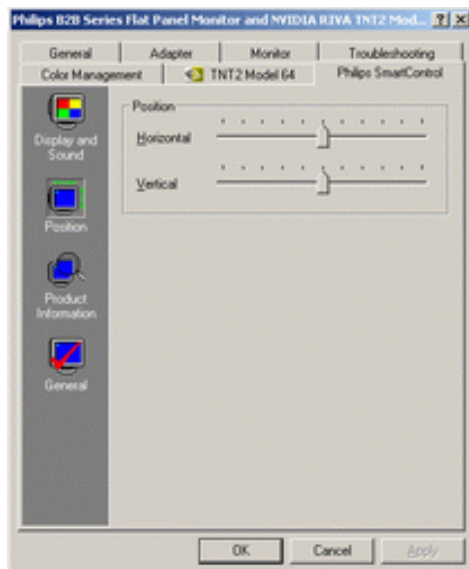 Philips B2B Series Flat Panel Monitor and NVIDIA RIVA TNT2 Mod...
General Adapter Monitor Troubleshooting
Color Management TNT2 Model 64 Philips SmartControl
Display and
Sound
Position
Product
Information
General
Position
Horizontal
Vertical
OK Cancel Apply